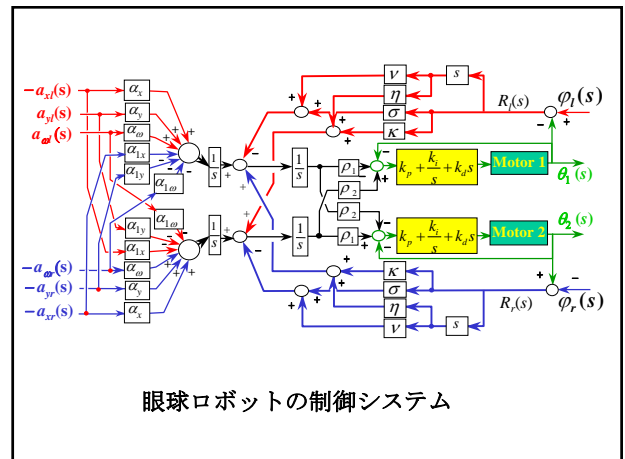 ν
s
η
σ
R_l(s)
φ_l(s)
κ
−a_xl(s)
α_x
a_yl(s)
α_y
α_ω
α_1x
α_1y
α_1ω
1/s
1/s
ρ_1
ρ_2
k_p + k_i/s + k_d s
Motor 1
θ_1(s)
α_1ω
α_1y
α_1x
α_ω
−a_yr(s)
α_y
−a_xr(s)
α_x
1/s
1/s
ρ_2
ρ_1
k_p + k_i/s + k_d s
Motor 2
θ_2(s)
κ
σ
R_r(s)
φ_r(s)
η
ν
s
眼球ロボットの制御システム